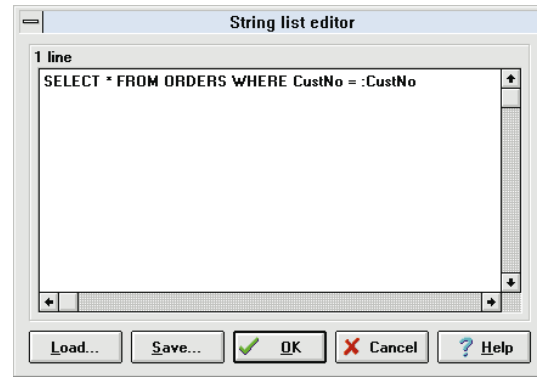 String list editor
1 line
SELECT * FROM ORDERS WHERE CustNo = :CustNo
Load... Save... OK Cancel ? Help